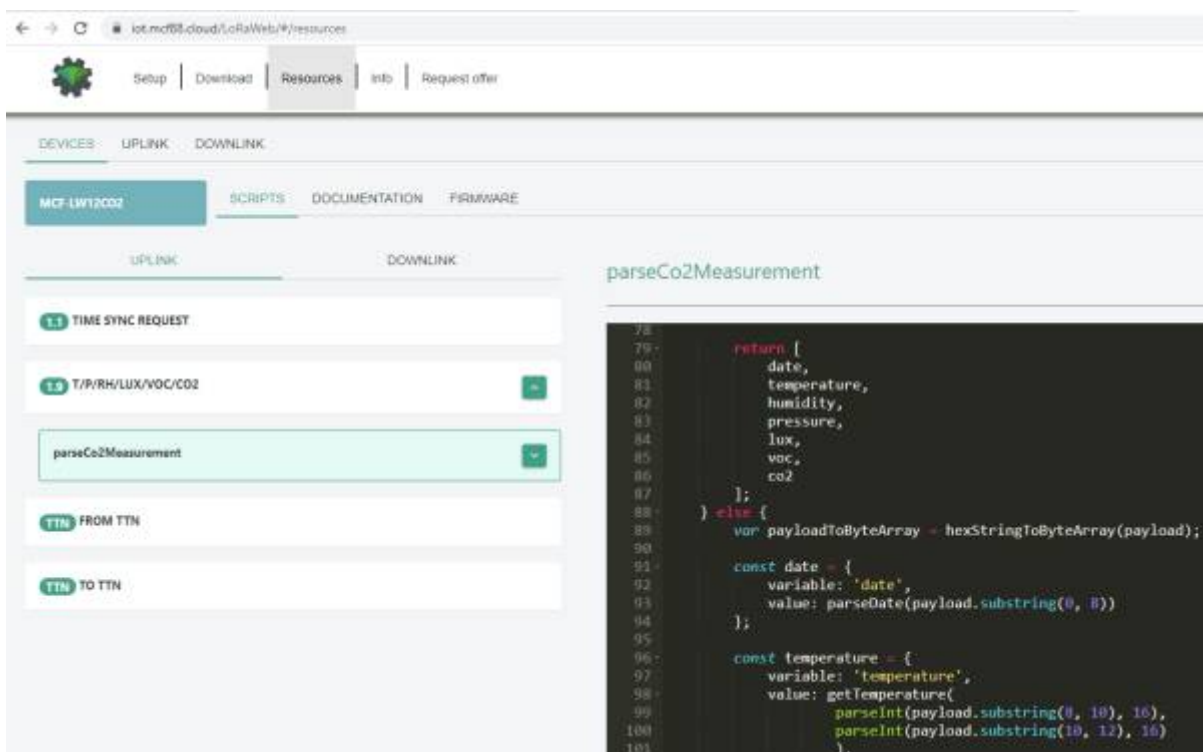 iot.mcf88.cloud/LoRaWeb/#/resources
Setup | Download | Resources | Info | Request offer
DEVICES UPLINK DOWNLINK
MCF-LW12CO2 SCRIPTS DOCUMENTATION FIRMWARE
UPLINK DOWNLINK
1.1 TIME SYNC REQUEST
1.9 T/P/RH/LUX/VOC/CO2
parseCo2Measurement
TTN FROM TTN
TTN TO TTN
parseCo2Measurement
78
79 return [
80 date,
81 temperature,
82 humidity,
83 pressure,
84 lux,
85 voc,
86 co2
87 ];
88 } else {
89 var payloadToByteArray = hexStringToByteArray(payload);
90
91 const date = {
92 variable: 'date',
93 value: parseDate(payload.substring(0, 8))
94 };
95
96 const temperature = {
97 variable: 'temperature',
98 value: getTemperature(
99 parseInt(payload.substring(8, 10), 16),
100 parseInt(payload.substring(10, 12), 16)
101 )